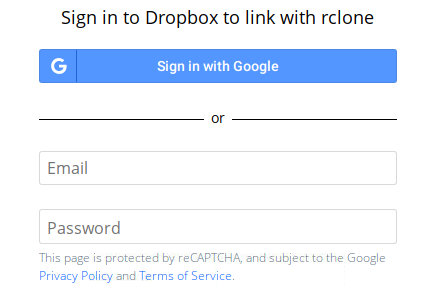 Sign in to Dropbox to link with rclone
G Sign in with Google
or
Email
Password
This page is protected by reCAPTCHA, and subject to the Google
Privacy Policy and Terms of Service.